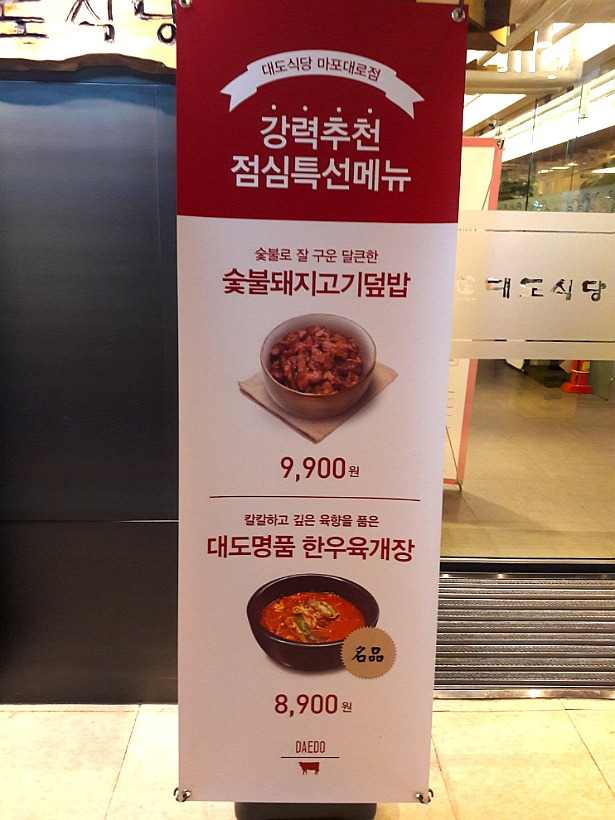 도식당
대도식당 마포대로점
강력추천
점심특선메뉴
숯불로 잘 구운 달큰한
숯불돼지고기덮밥
9,900원
칼칼하고 깊은 육향을 품은
대도명품 한우육개장
名品
8,900원
DAEDO
대도식당